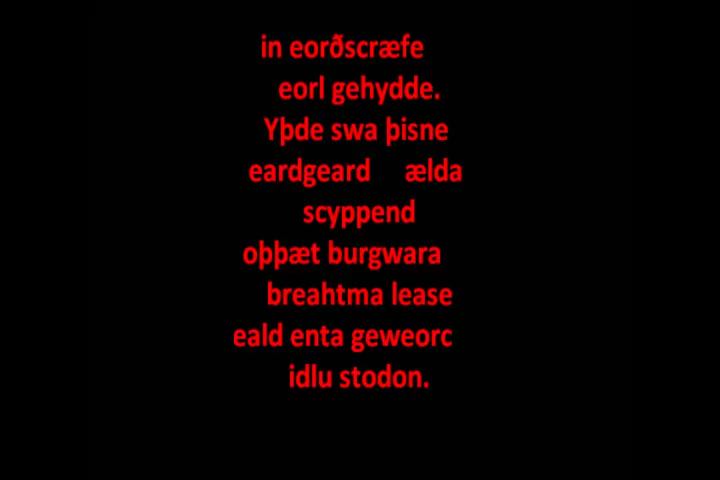 in eorðscræfe
eorl gehydde.
Yþde swa þisne
eardgeard ælda
scyppend
oþþæt burgwara
breahtma lease
eald enta geweorc
idlu stodon.